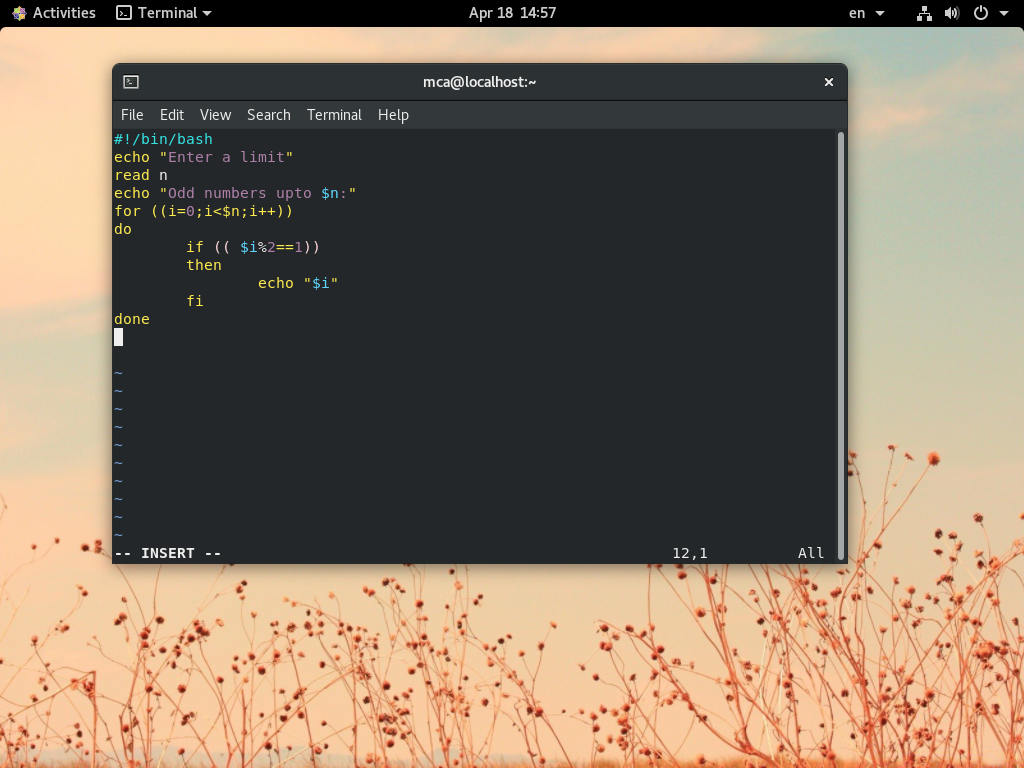 Activities Terminal Apr 18 14:57 en
mca@localhost:~
File Edit View Search Terminal Help
#!/bin/bash
echo "Enter a limit"
read n
echo "Odd numbers upto $n:"
for ((i=0;i<$n;i++))
do
        if (( $i%2==1))
        then
                echo "$i"
        fi
done
~
~
~
~
~
~
~
~
~
~
-- INSERT -- 12,1 All